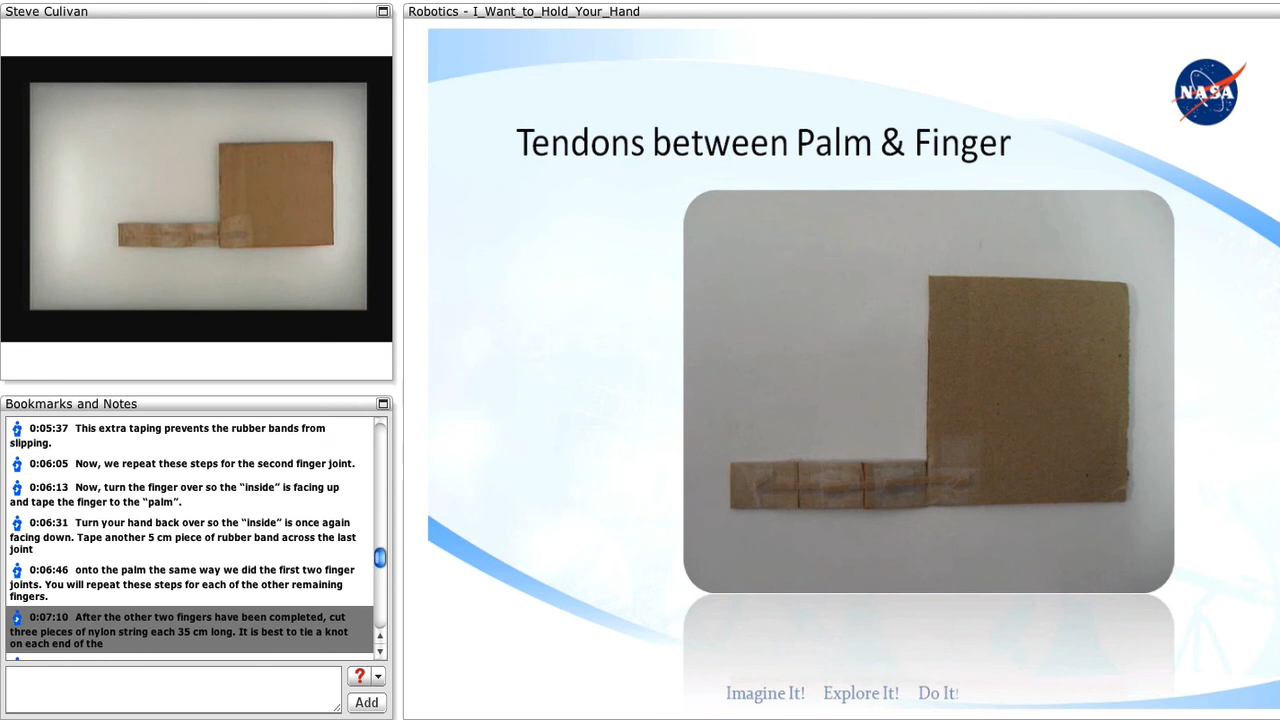 Steve Culivan
Robotics - I_Want_to_Hold_Your_Hand
NASA
Tendons between Palm & Finger
Bookmarks and Notes
0:05:37 This extra taping prevents the rubber bands from
slipping.
0:06:05 Now, we repeat these steps for the second finger joint.
0:06:13 Now, turn the finger over so the “inside” is facing up
and tape the finger to the “palm”.
0:06:31 Turn your hand back over so the “inside” is once again
facing down. Tape another 5 cm piece of rubber band across the last
joint
0:06:46 onto the palm the same way we did the first two finger
joints. You will repeat these steps for each of the other remaining
fingers.
0:07:10 After the other two fingers have been completed, cut
three pieces of nylon string each 35 cm long. It is best to tie a knot
on each end of the
?
Add
Imagine It! Explore It! Do It!